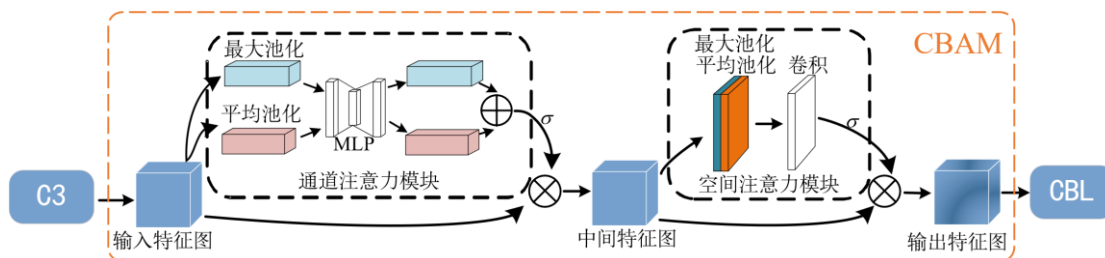 CBAM
最大池化
平均池化
MLP
σ
通道注意力模块
最大池化
平均池化
卷积
σ
空间注意力模块
C3
输入特征图
中间特征图
输出特征图
CBL